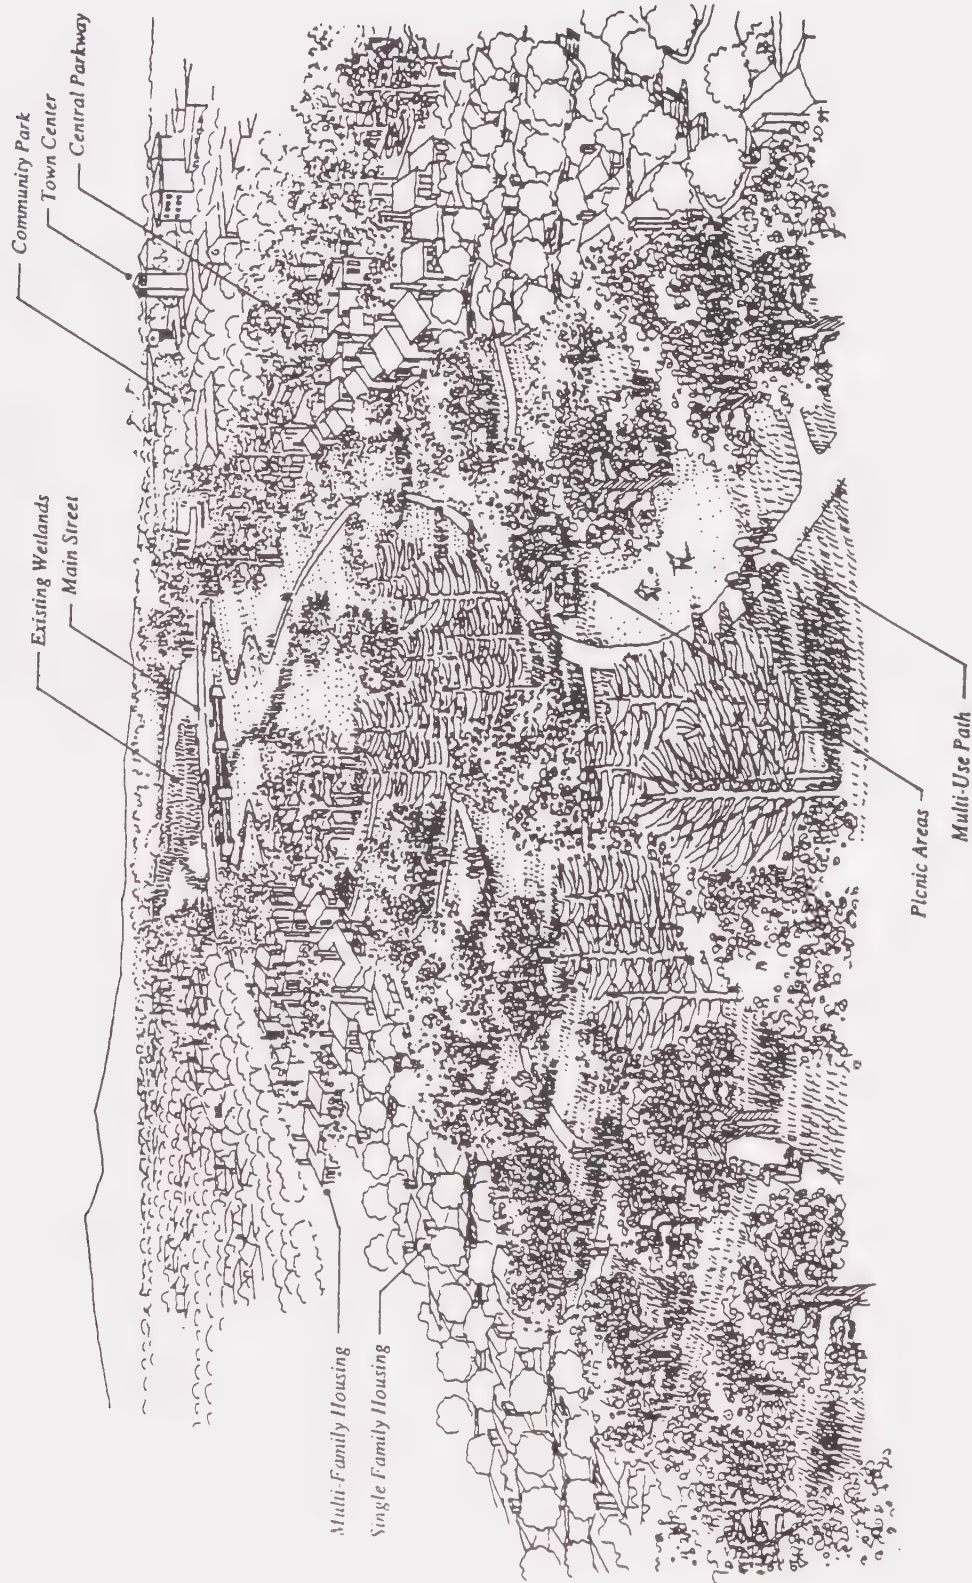 Multi-Family Housing
Single Family Housing
Existing Wetlands
Main Street
Community Park
Town Center
Central Parkway
Picnic Areas
Multi-Use Path